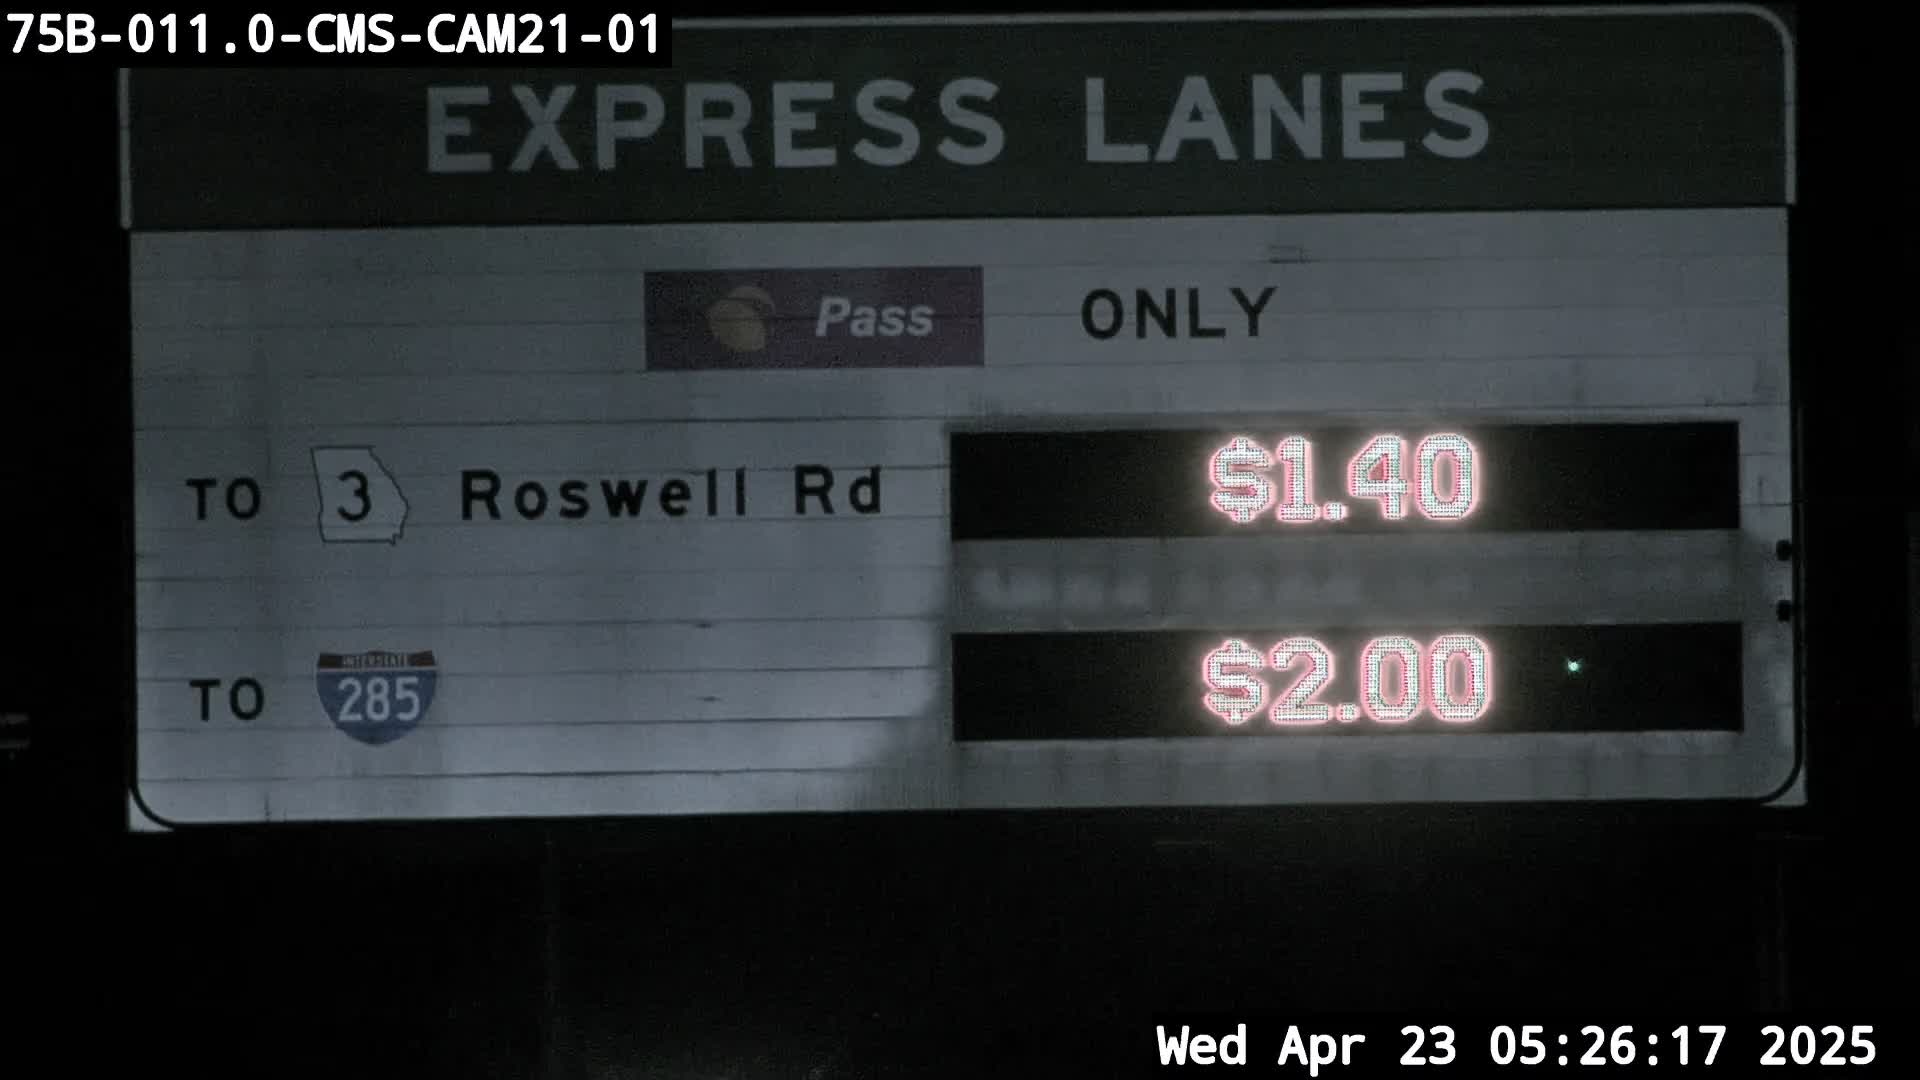 75B-011.0-CMS-CAM21-01
EXPRESS LANES
Pass ONLY
TO 3 Roswell Rd $1.40
TO INTERSTATE 285 $2.00
Wed Apr 23 05:26:17 2025